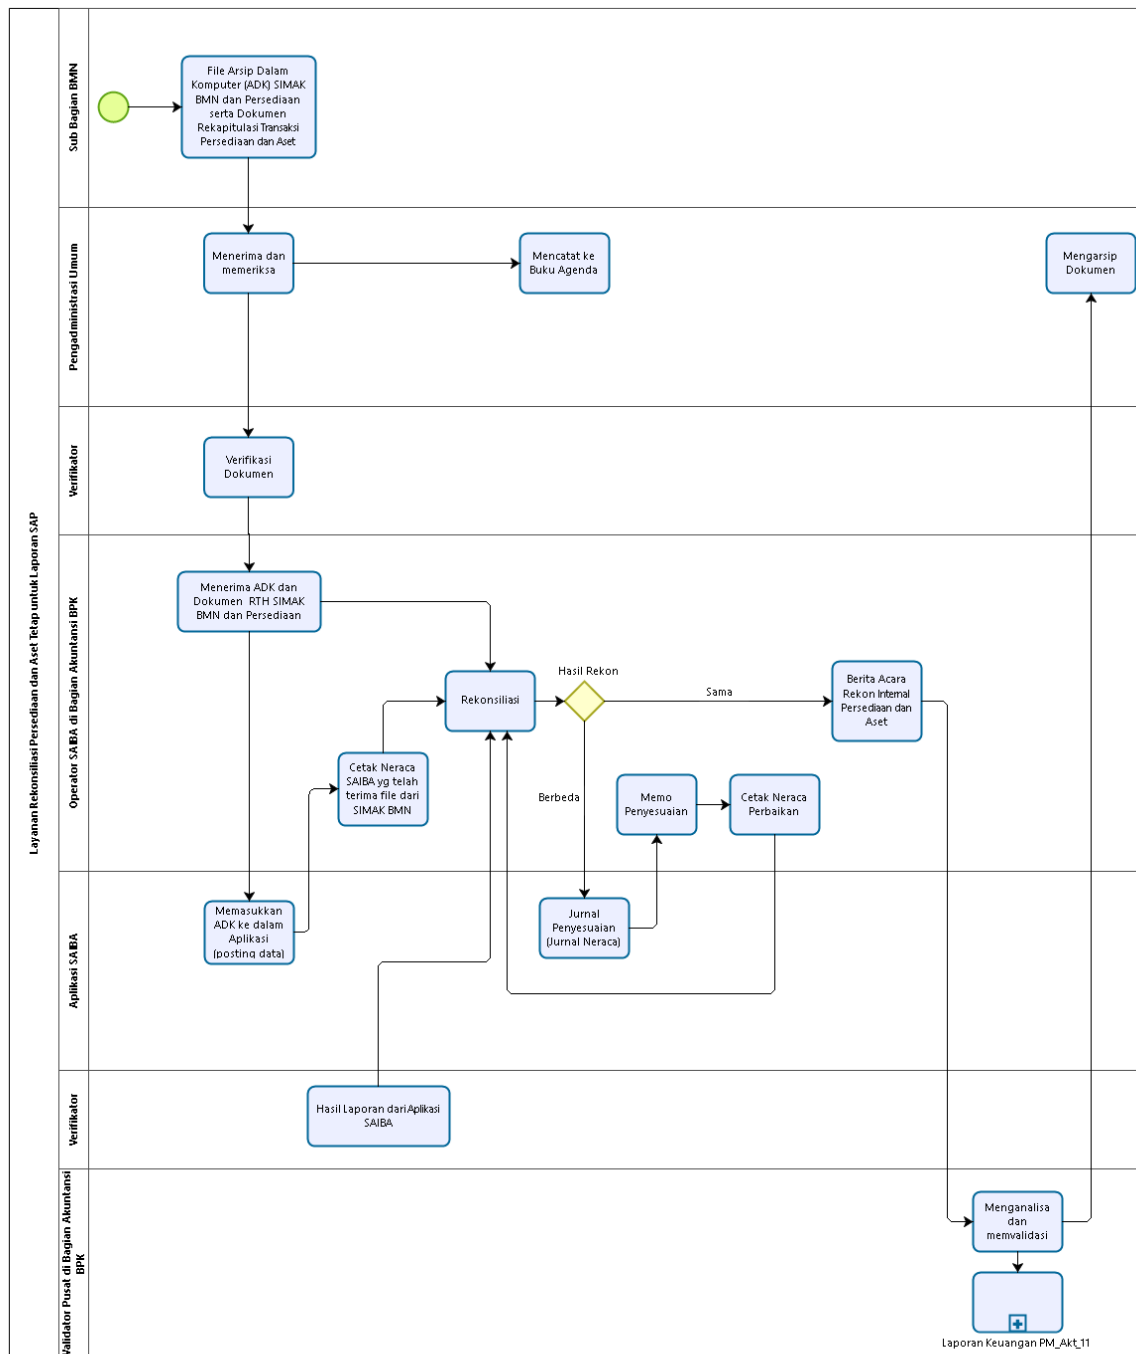 Layanan Rekonsiliasi Persediaan dan Aset Tetap untuk Laporan SAP
Sub Bagian BMN
File Arsip Dalam
Komputer (ADK) SIMAK
BMN dan Persediaan
serta Dokumen
Rekapitulasi Transaksi
Persediaan dan Aset
Pengadministrasi Umum
Menerima dan
memeriksa
Mencatat ke
Buku Agenda
Mengarsip
Dokumen
Verifikator
Verifikasi
Dokumen
Operator SAIBA di Bagian Akuntansi BPK
Menerima ADK dan
Dokumen RTH SIMAK
BMN dan Persediaan
Rekonsiliasi
Hasil Rekon
Sama
Berita Acara
Rekon Internal
Persediaan dan
Aset
Cetak Neraca
SAIBA yg telah
terima file dari
SIMAK BMN
Berbeda
Memo
Penyesuaian
Cetak Neraca
Perbaikan
Aplikasi SAIBA
Memasukkan
ADK ke dalam
Aplikasi
(posting data)
Jurnal
Penyesuaian
(Jurnal Neraca)
Verifikator
Hasil Laporan dari Aplikasi
SAIBA
Validator Pusat di Bagian Akuntansi
BPK
Menganalisa
dan
memvalidasi
Laporan Keuangan PM_Akt_11